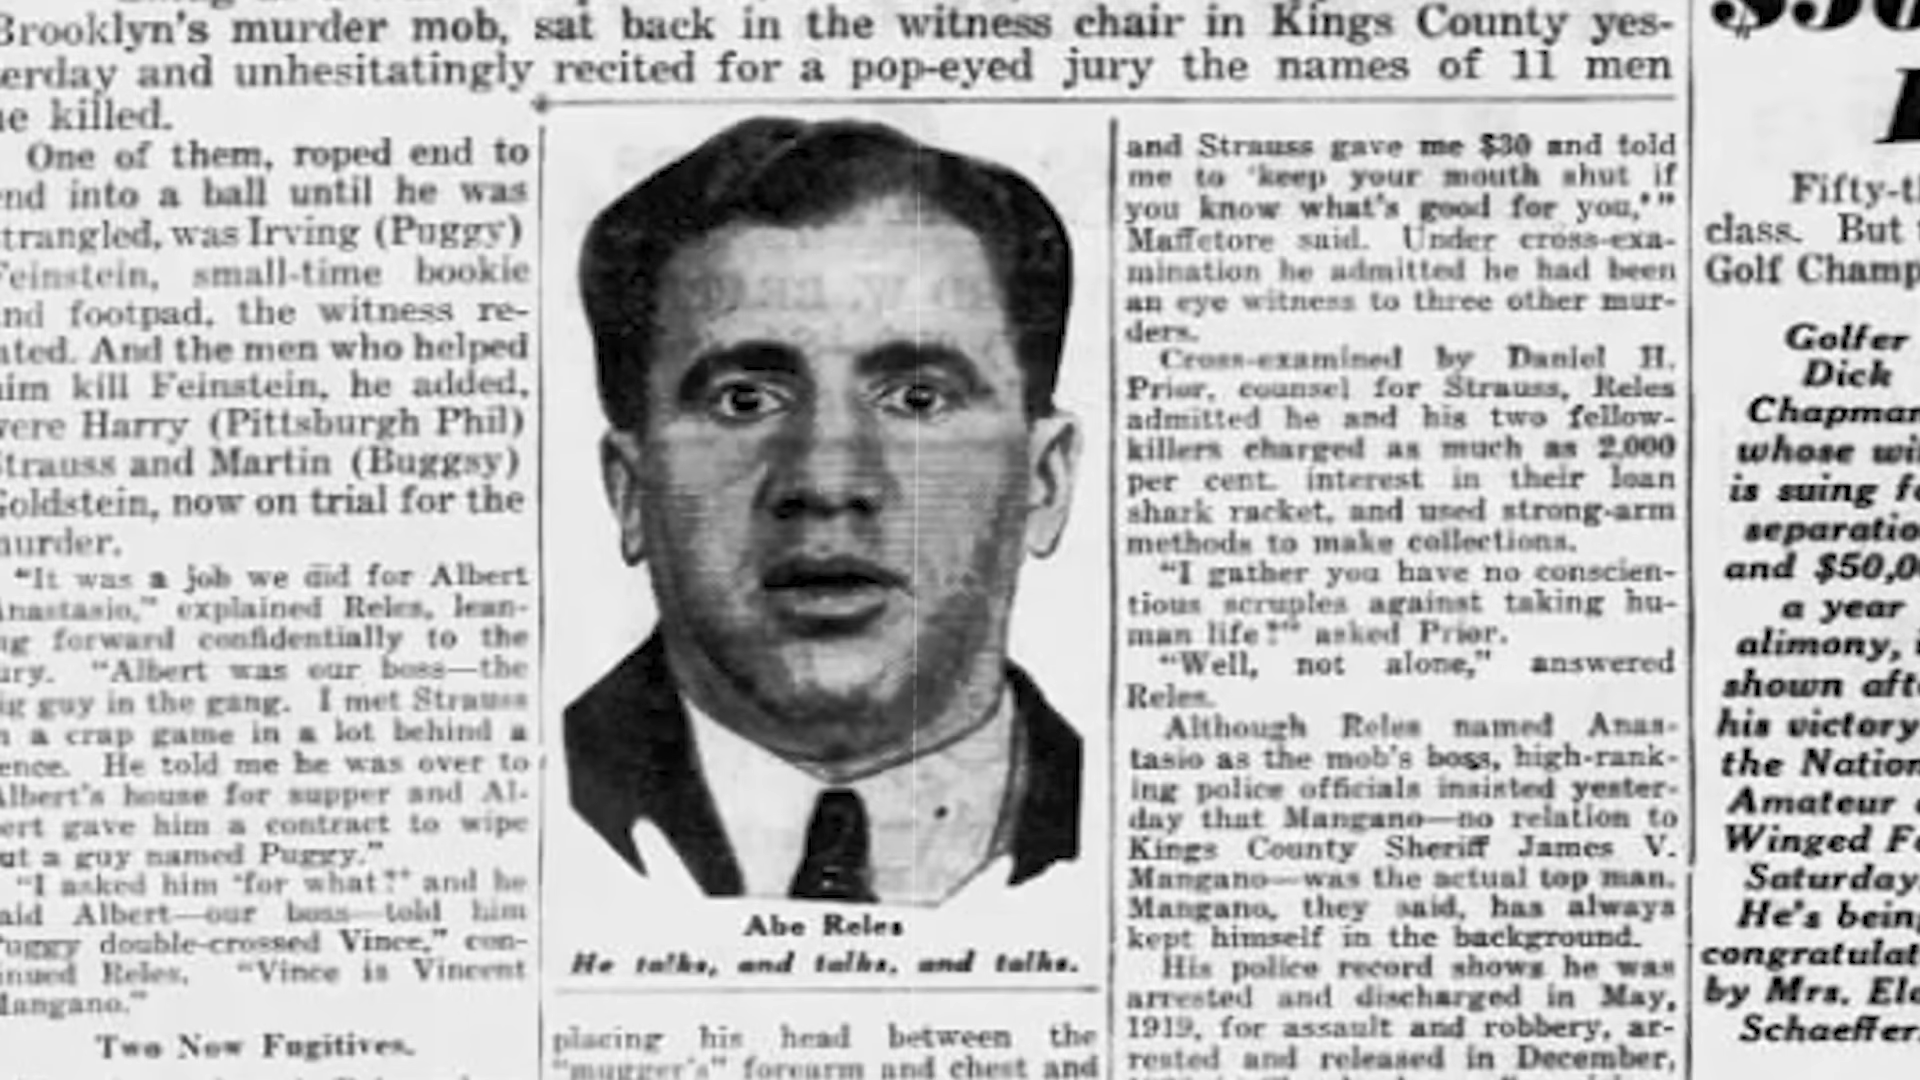 Brooklyn's murder mob, sat back in the witness chair in Kings County yes-
erday and unhesitatingly recited for a pop-eyed jury the names of 11 men
he killed.
One of them, roped end to
end into a ball until he was
trangled, was Irving (Puggy)
Feinstein, small-time bookie
and footpad, the witness re-
ated. And the men who helped
him kill Feinstein, he added,
were Harry (Pittsburgh Phil)
Strauss and Martin (Buggsy)
Goldstein, now on trial for the
murder.
"It was a job we did for Albert
Anastasio," explained Reles, lean-
ng forward confidentially to the
ury. "Albert was our boss—the
ig guy in the gang. I met Strauss
n a crap game in a lot behind a
ence. He told me he was over to
Albert's house for supper and Al-
ert gave him a contract to wipe
ut a guy named Puggy."
"I asked him 'for what?' and he
aid Albert—our boss—told him
Puggy double-crossed Vince," con-
inued Reles. "Vince is Vincent
Mangano."
Two Now Fugitives.
Abe Reles
He talks, and talks, and talks.
placing his head between the
"mugger's" forearm and chest and
and Strauss gave me $30 and told
me to 'keep your mouth shut if
you know what's good for you,'"
Maffetore said. Under cross-exa-
mination he admitted he had been
an eye witness to three other mur-
ders.
Cross-examined by Daniel H.
Prior, counsel for Strauss, Reles
admitted he and his two fellow-
killers charged as much as 2,000
per cent. interest in their loan
shark racket, and used strong-arm
methods to make collections.
"I gather you have no conscien-
tious scruples against taking hu-
man life?" asked Prior.
"Well, not alone," answered
Reles.
Although Reles named Anas-
tasio as the mob's boss, high-rank-
ing police officials insisted yester-
day that Mangano—no relation to
Kings County Sheriff James V.
Mangano—was the actual top man.
Mangano, they said, has always
kept himself in the background.
His police record shows he was
arrested and discharged in May,
1919, for assault and robbery, ar-
rested and released in December,
Fifty-t
class. But
Golf Champ
Golfer
Dick
Chapman
whose wi
is suing f
separatio
and $50,0
a year
alimony,
shown aft
his victory
the Nation
Amateur
Winged F
Saturday.
He's being
congratulat
by Mrs. Ele
Schaeffer.